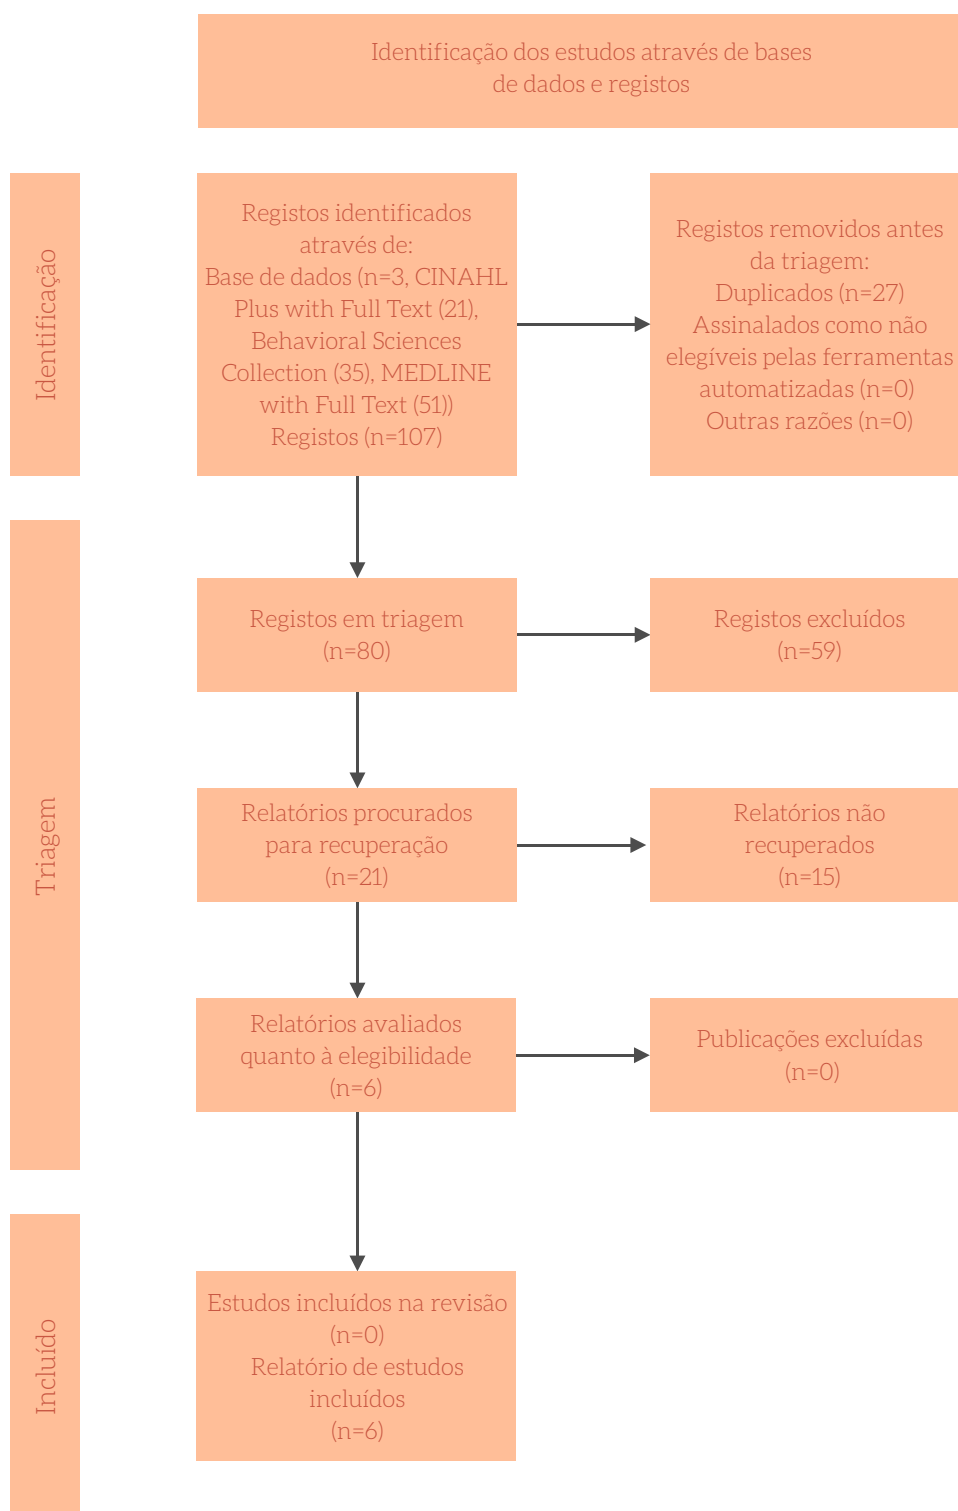 Identificação dos estudos através de bases
de dados e registos
Identificação
Registos identificados
através de:
Base de dados (n=3, CINAHL
Plus with Full Text (21),
Behavioral Sciences
Collection (35), MEDLINE
with Full Text (51))
Registos (n=107)
Registos removidos antes
da triagem:
Duplicados (n=27)
Assinalados como não
elegíveis pelas ferramentas
automatizadas (n=0)
Outras razões (n=0)
Triagem
Registos em triagem
(n=80)
Registos excluídos
(n=59)
Relatórios procurados
para recuperação
(n=21)
Relatórios não
recuperados
(n=15)
Relatórios avaliados
quanto à elegibilidade
(n=6)
Publicações excluídas
(n=0)
Incluído
Estudos incluídos na revisão
(n=0)
Relatório de estudos
incluídos
(n=6)